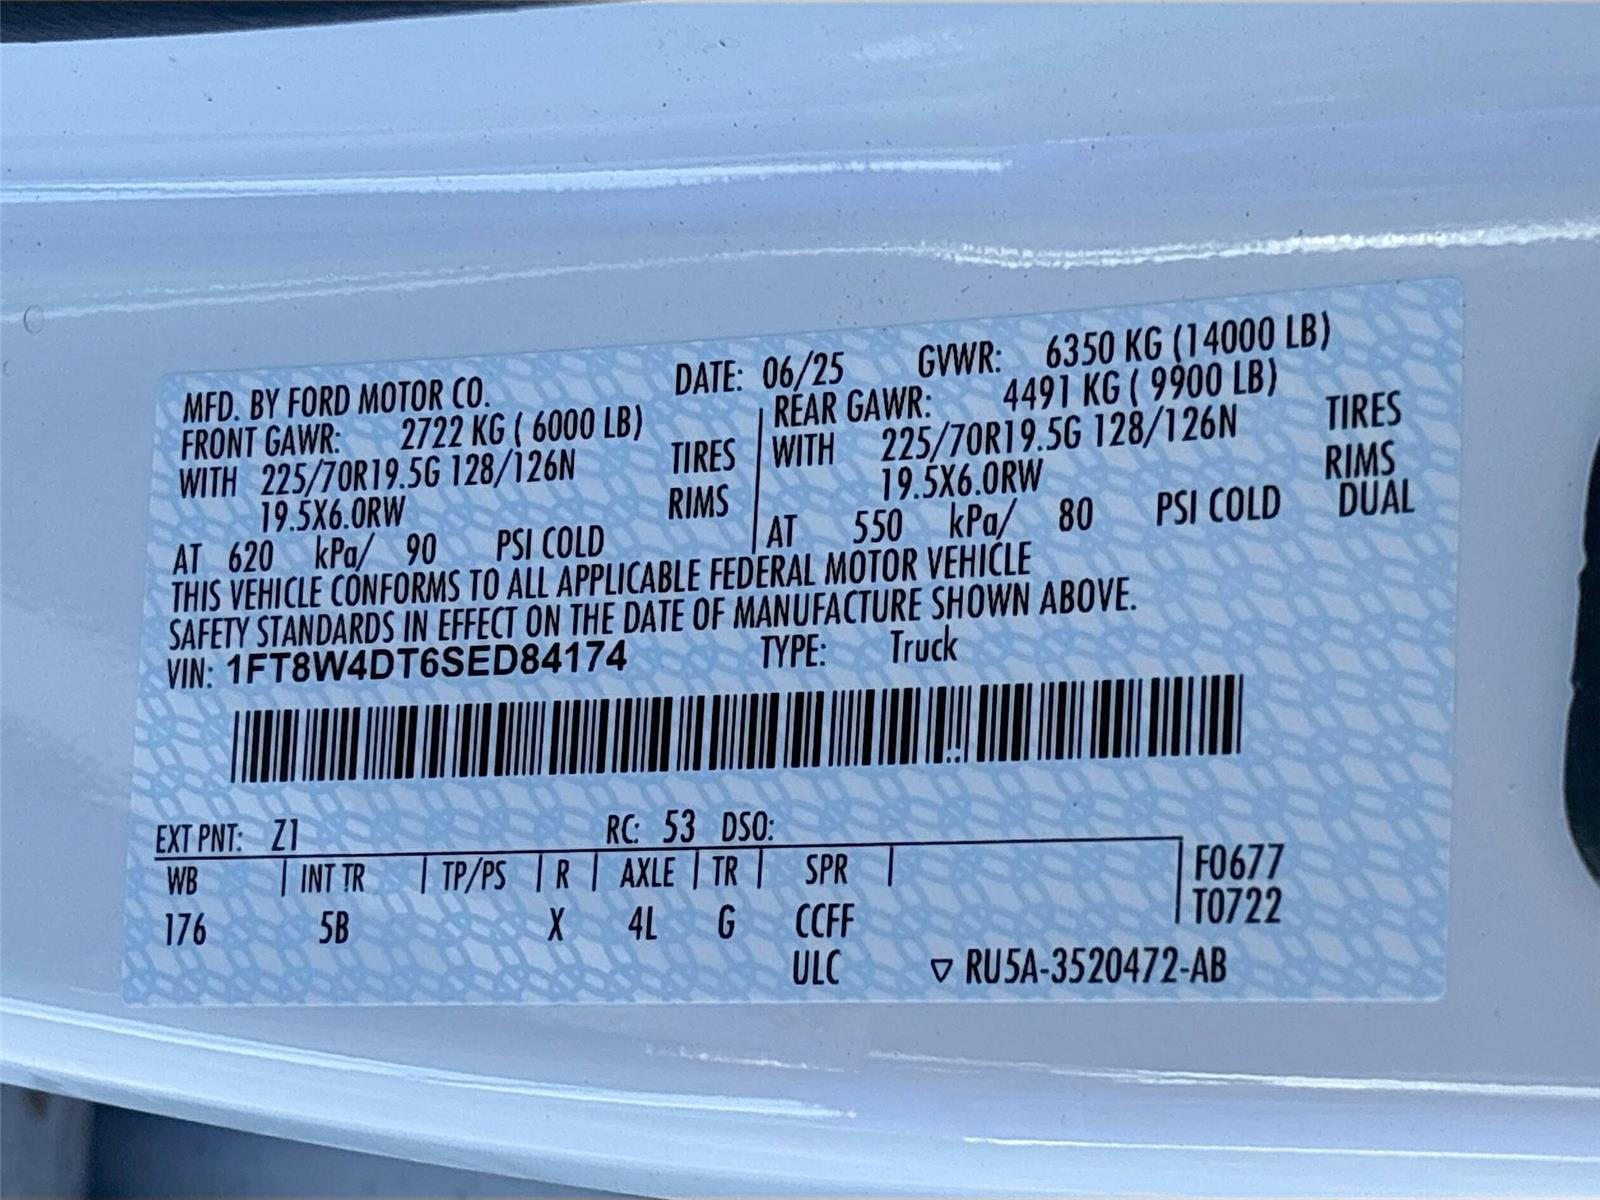 MFD. BY FORD MOTOR CO. DATE: 06/25 GVWR: 6350 KG (14000 LB)
FRONT GAWR: 2722 KG ( 6000 LB) REAR GAWR: 4491 KG ( 9900 LB)
WITH 225/70R19.5G 128/126N TIRES WITH 225/70R19.5G 128/126N TIRES
19.5X6.0RW RIMS 19.5X6.0RW RIMS
AT 620 kPa/ 90 PSI COLD AT 550 kPa/ 80 PSI COLD DUAL
THIS VEHICLE CONFORMS TO ALL APPLICABLE FEDERAL MOTOR VEHICLE
SAFETY STANDARDS IN EFFECT ON THE DATE OF MANUFACTURE SHOWN ABOVE.
VIN: 1FT8W4DT6SED84174 TYPE: Truck
EXT PNT: Z1 RC: 53 DSO:
WB INT TR TP/PS R AXLE TR SPR F0677
176 5B X 4L G CCFF T0722
ULC ▽ RU5A-3520472-AB